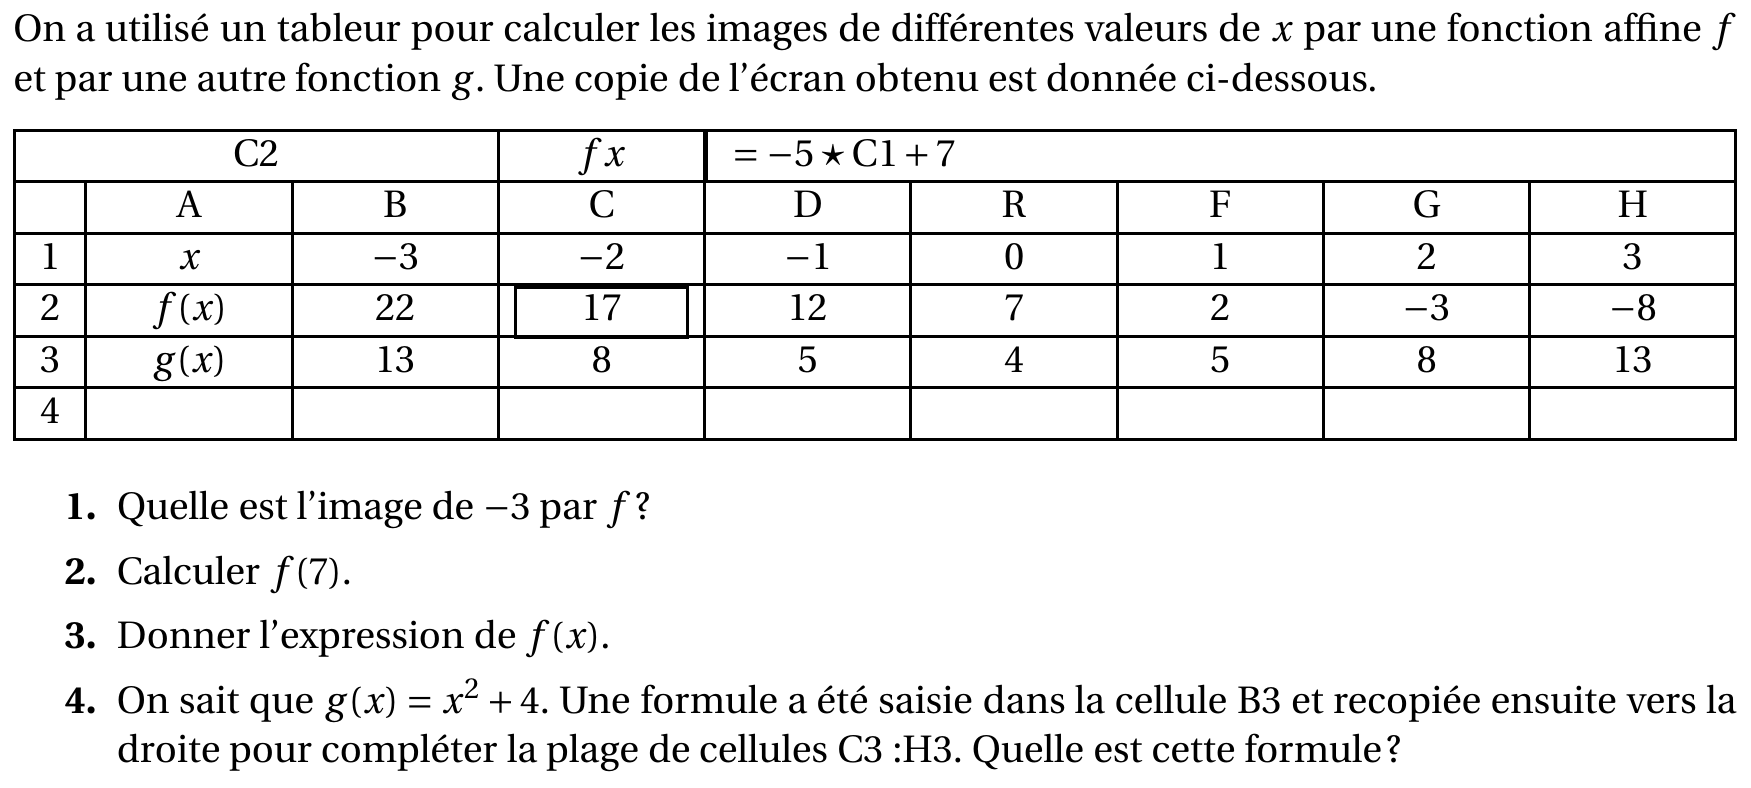 On a utilisé un tableur pour calculer les images de différentes valeurs de x par une fonction affine f
et par une autre fonction g. Une copie de l'écran obtenu est donnée ci-dessous.
C2 fx = −5 ⋆ C1 + 7
A B C D R F G H
1 x −3 −2 −1 0 1 2 3
2 f(x) 22 17 12 7 2 −3 −8
3 g(x) 13 8 5 4 5 8 13
4
1. Quelle est l'image de −3 par f ?
2. Calculer f(7).
3. Donner l'expression de f(x).
4. On sait que g(x) = x² + 4. Une formule a été saisie dans la cellule B3 et recopiée ensuite vers la
droite pour compléter la plage de cellules C3 :H3. Quelle est cette formule ?